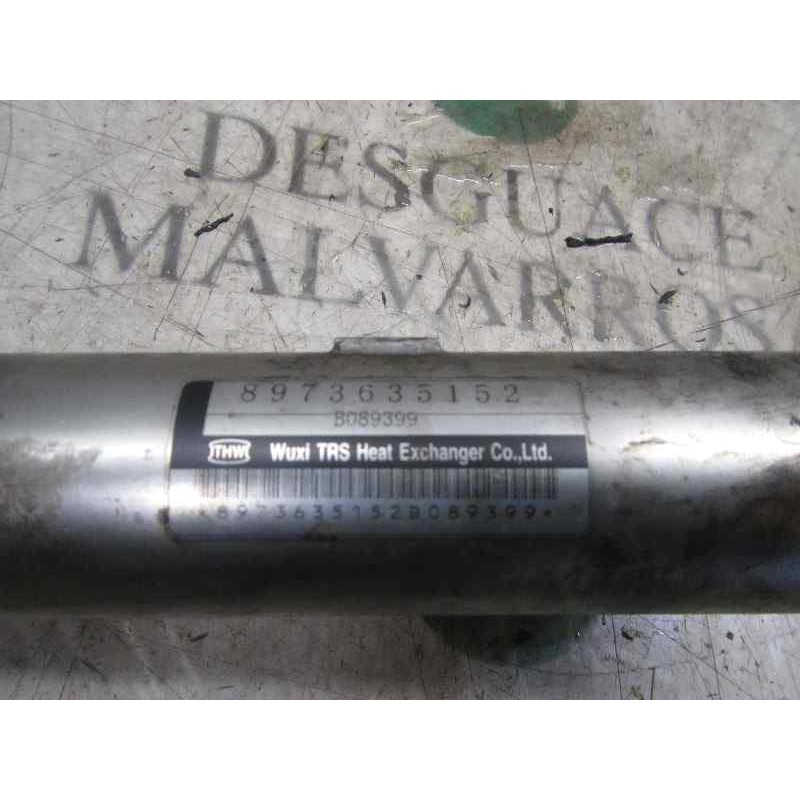 DESGUACE
MALVARROS
8973635152
B089399
THW Wuxi TRS Heat Exchanger Co.,Ltd.
*8973635152B089399*